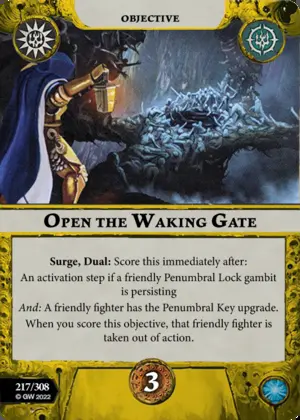 OBJECTIVE
OPEN THE WAKING GATE
Surge, Dual: Score this immediately after:
An activation step if a friendly Penumbral Lock gambit
is persisting
And: A friendly fighter has the Penumbral Key upgrade.
When you score this objective, that friendly fighter is
taken out of action.
217/308
© GW 2022
3